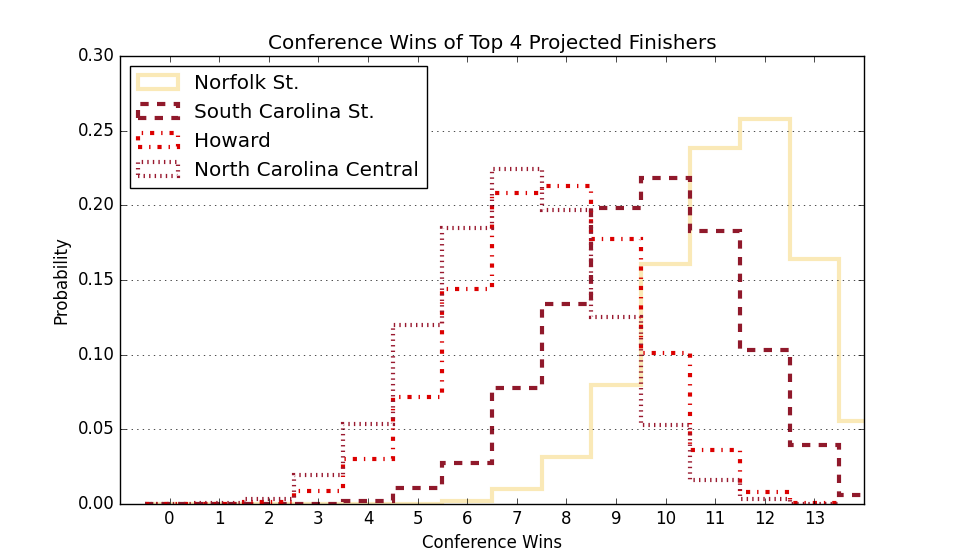 Conference Wins of Top 4 Projected Finishers
0.30
0.25
0.20
0.15
0.10
0.05
0.00
Probability
Norfolk St.
South Carolina St.
Howard
North Carolina Central
0 1 2 3 4 5 6 7 8 9 10 11 12 13
Conference Wins